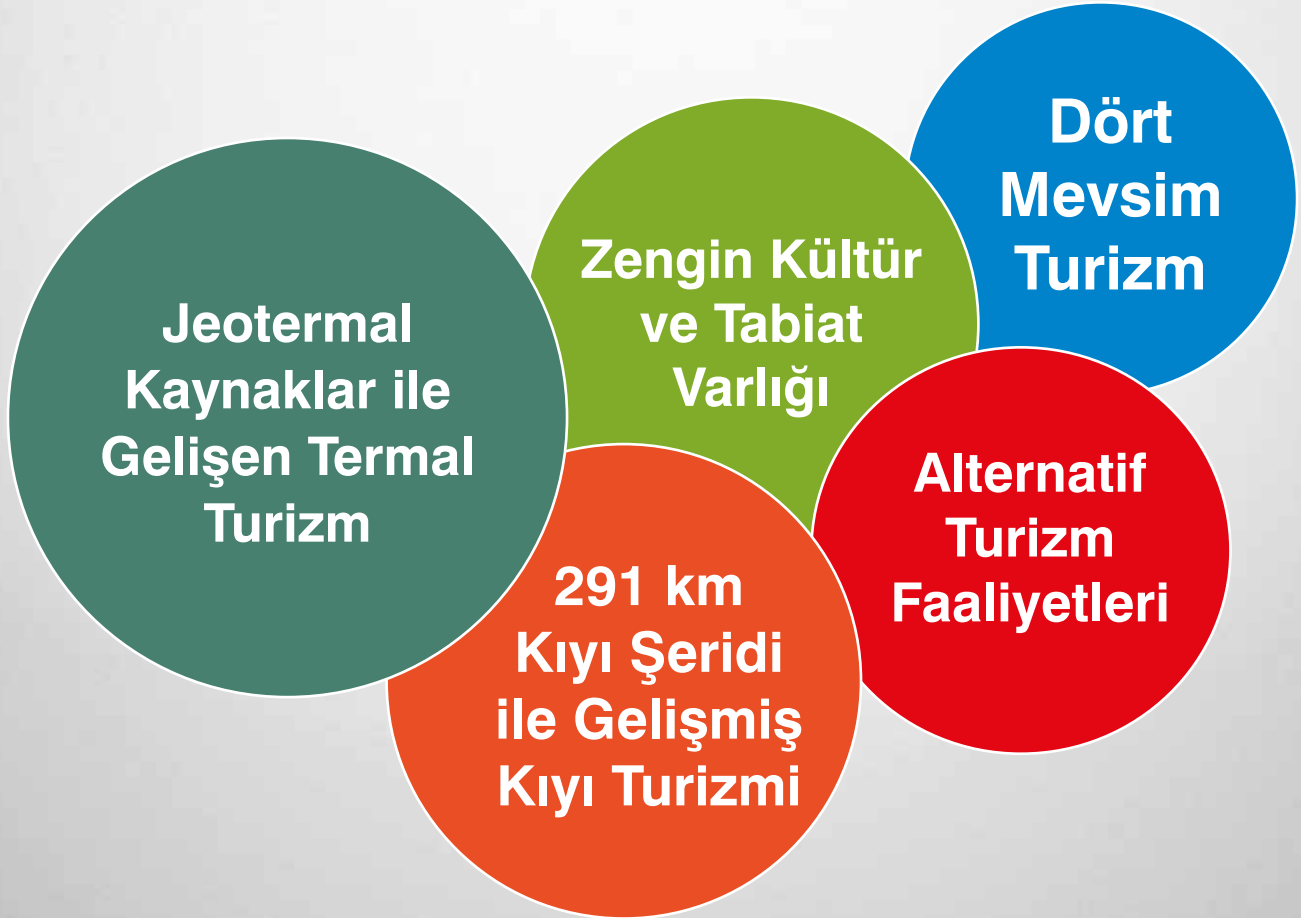 Jeotermal
Kaynaklar ile
Gelişen Termal
Turizm
Zengin Kültür
ve Tabiat
Varlığı
Dört
Mevsim
Turizm
291 km
Kıyı Şeridi
ile Gelişmiş
Kıyı Turizmi
Alternatif
Turizm
Faaliyetleri